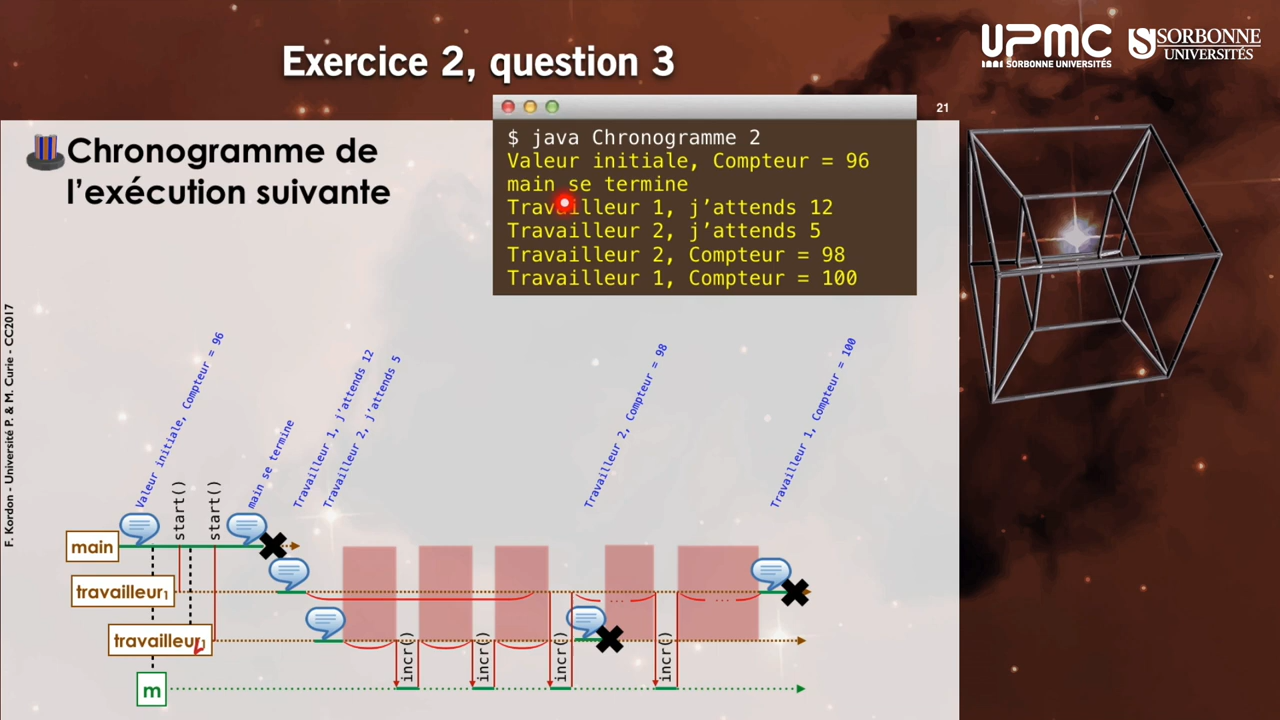 Exercice 2, question 3
UPMC
SORBONNE UNIVERSITÉS
SORBONNE
UNIVERSITÉS
21
Chronogramme de
l'exécution suivante
$ java Chronogramme 2
Valeur initiale, Compteur = 96
main se termine
Travailleur 1, j'attends 12
Travailleur 2, j'attends 5
Travailleur 2, Compteur = 98
Travailleur 1, Compteur = 100
F. Kordon - Université P. & M. Curie - CC2017
Valeur initiale, Compteur = 96
start()
start()
main se termine
Travailleur 1, j'attends 12
Travailleur 2, j'attends 5
Travailleur 2, Compteur = 98
Travailleur 1, Compteur = 100
main
travailleur1
travailleur
incr()
incr()
incr()
incr()
...
...
m